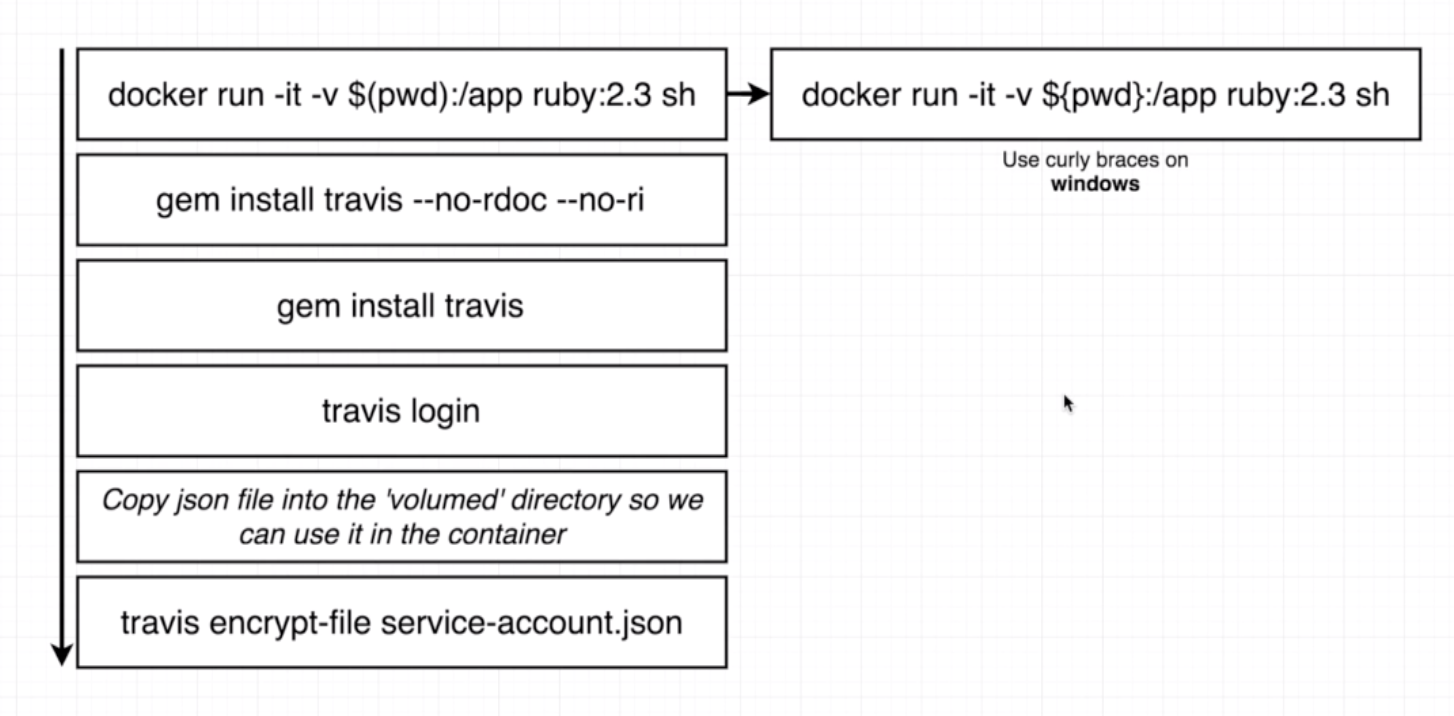 docker run -it -v $(pwd):/app ruby:2.3 sh
docker run -it -v ${pwd}:/app ruby:2.3 sh
Use curly braces on
windows
gem install travis --no-rdoc --no-ri
gem install travis
travis login
Copy json file into the 'volumed' directory so we
can use it in the container
travis encrypt-file service-account.json